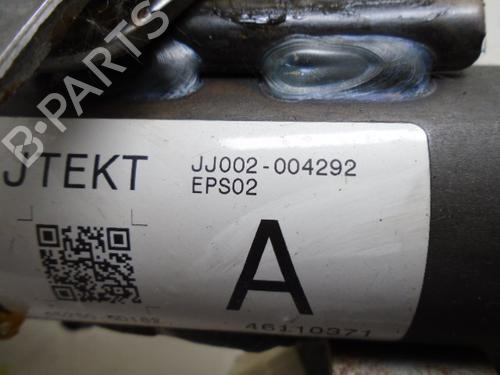 B-PARTS
JTEKT
JJ002-004292
EPS02
A
46110371